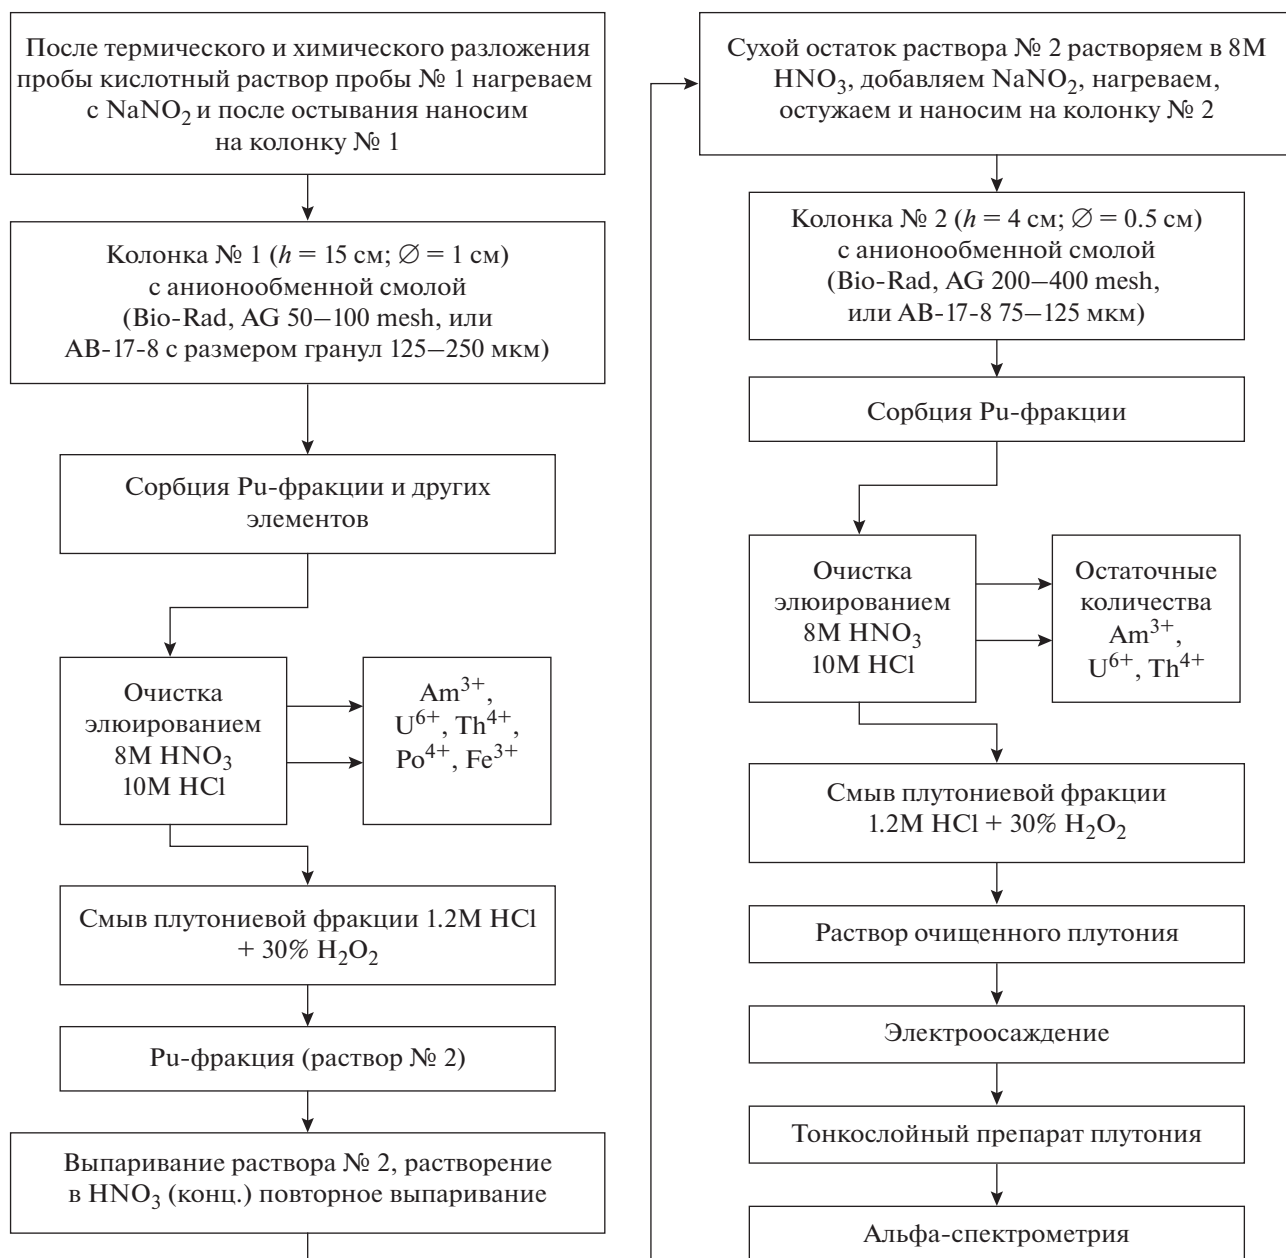 После термического и химического разложения
пробы кислотный раствор пробы № 1 нагреваем
с NaNO2 и после остывания наносим
на колонку № 1
Колонка № 1 (h = 15 см; ∅ = 1 см)
с анионообменной смолой
(Bio-Rad, AG 50–100 mesh, или
АВ-17-8 с размером гранул 125–250 мкм)
Сорбция Pu-фракции и других
элементов
Очистка
элюированием
8М HNO3
10М HCl
Am3+,
U6+, Th4+,
Po4+, Fe3+
Смыв плутониевой фракции 1.2М HCl
+ 30% H2O2
Pu-фракция (раствор № 2)
Выпаривание раствора № 2, растворение
в HNO3 (конц.) повторное выпаривание
Сухой остаток раствора № 2 растворяем в 8М
HNO3, добавляем NaNO2, нагреваем,
остужаем и наносим на колонку № 2
Колонка № 2 (h = 4 см; ∅ = 0.5 см)
с анионообменной смолой
(Bio-Rad, AG 200–400 mesh,
или АВ-17-8 75–125 мкм)
Сорбция Pu-фракции
Очистка
элюированием
8М HNO3
10М HCl
Остаточные
количества
Am3+,
U6+, Th4+
Смыв плутониевой фракции
1.2М HCl + 30% H2O2
Раствор очищенного плутония
Электроосаждение
Тонкослойный препарат плутония
Альфа-спектрометрия